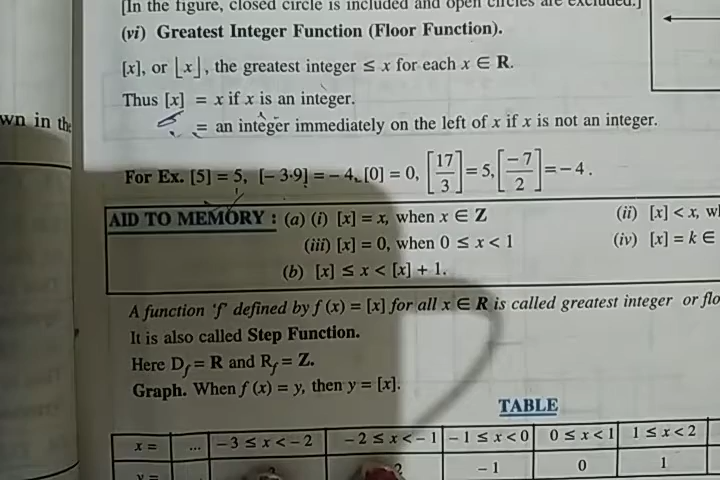 [In the figure, closed circle is included and open circles are excluded.]
(vi) Greatest Integer Function (Floor Function).
[x], or ⌊x⌋, the greatest integer ≤ x for each x ∈ R.
Thus [x] = x if x is an integer.
wn in the
= an integer immediately on the left of x if x is not an integer.
For Ex. [5] = 5, [– 3·9] = – 4, [0] = 0, [17/3] = 5, [–7/2] = – 4 .
AID TO MEMORY : (a) (i) [x] = x, when x ∈ Z (ii) [x] < x,
(iii) [x] = 0, when 0 ≤ x < 1 (iv) [x] = k ∈
(b) [x] ≤ x < [x] + 1.
A function 'f' defined by f (x) = [x] for all x ∈ R is called greatest integer or flo
It is also called Step Function.
Here D_f = R and R_f = Z.
Graph. When f (x) = y, then y = [x].
TABLE
x = ... – 3 ≤ x < – 2 – 2 ≤ x < – 1 – 1 ≤ x < 0 0 ≤ x < 1 1 ≤ x < 2
y = – 1 0 1